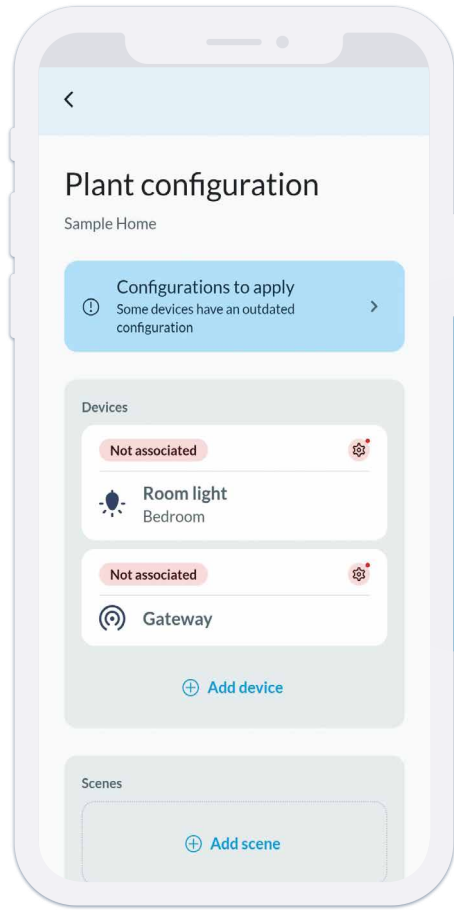 Plant configuration
Sample Home
Configurations to apply
Some devices have an outdated
configuration
Devices
Not associated
Room light
Bedroom
Not associated
Gateway
Add device
Scenes
Add scene